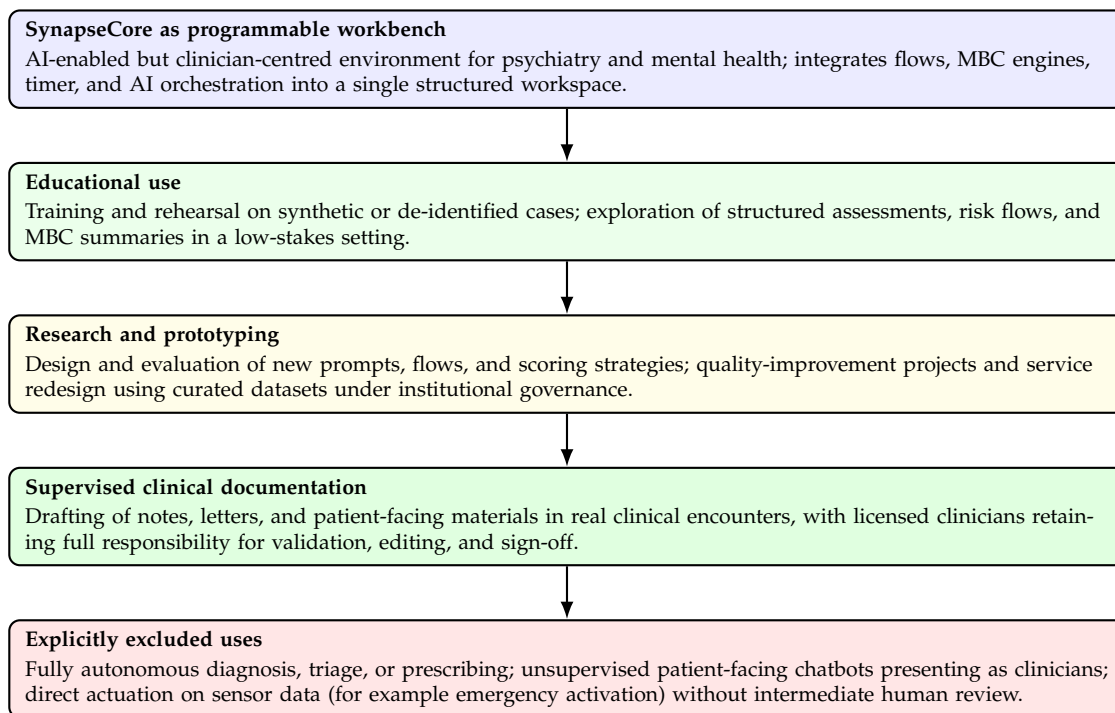 SynapseCore as programmable workbench
AI-enabled but clinician-centred environment for psychiatry and mental health; integrates flows, MBC engines,
timer, and AI orchestration into a single structured workspace.
Educational use
Training and rehearsal on synthetic or de-identified cases; exploration of structured assessments, risk flows, and
MBC summaries in a low-stakes setting.
Research and prototyping
Design and evaluation of new prompts, flows, and scoring strategies; quality-improvement projects and service
redesign using curated datasets under institutional governance.
Supervised clinical documentation
Drafting of notes, letters, and patient-facing materials in real clinical encounters, with licensed clinicians retain-
ing full responsibility for validation, editing, and sign-off.
Explicitly excluded uses
Fully autonomous diagnosis, triage, or prescribing; unsupervised patient-facing chatbots presenting as clinicians;
direct actuation on sensor data (for example emergency activation) without intermediate human review.